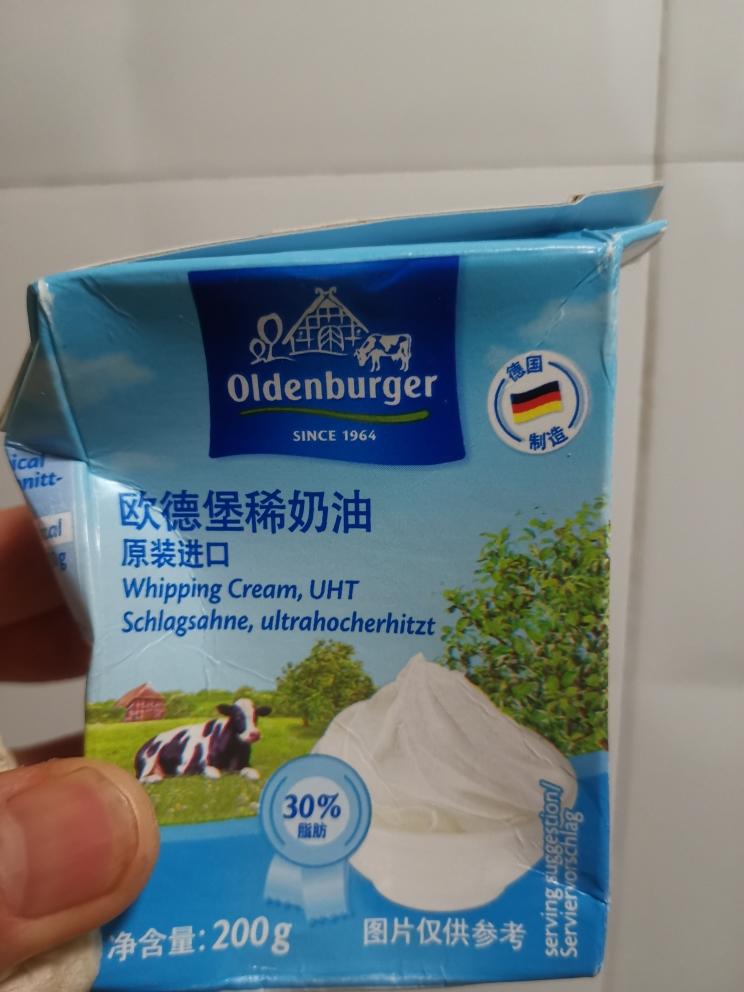 Oldenburger
SINCE 1964
德国
制造
ical
nitt-
欧德堡稀奶油
原装进口
Whipping Cream, UHT
Schlagsahne, ultrahocherhitzt
30%
脂肪
净含量: 200g
图片仅供参考
serving suggestion/
Serviervorschlag